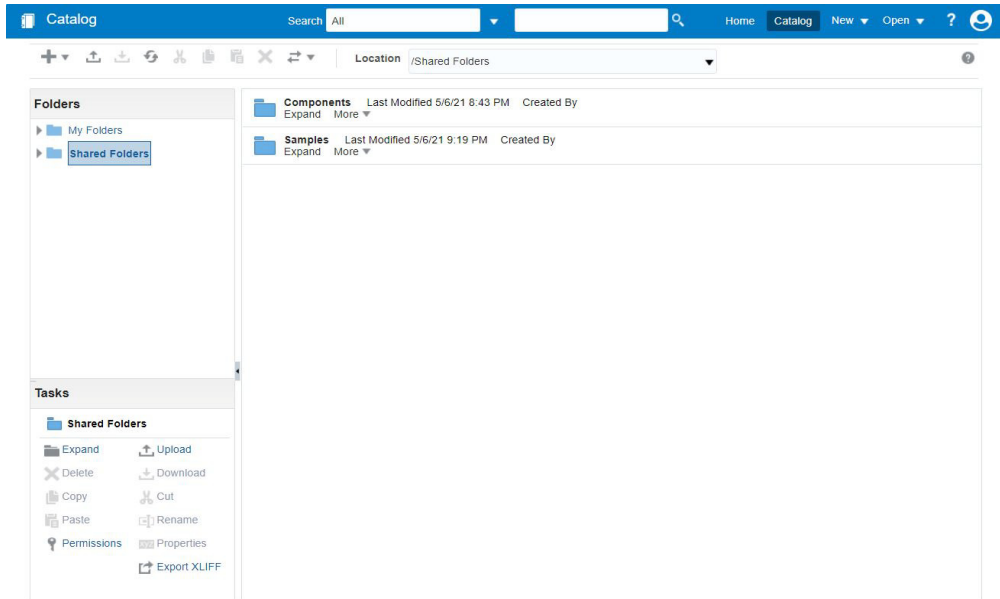 Catalog Search All Home Catalog New Open ?
Location /Shared Folders ?
Folders
My Folders
Shared Folders
Components Last Modified 5/6/21 8:43 PM Created By
Expand More
Samples Last Modified 5/6/21 9:19 PM Created By
Expand More
Tasks
Shared Folders
Expand Upload
Delete Download
Copy Cut
Paste Rename
Permissions Properties
Export XLIFF